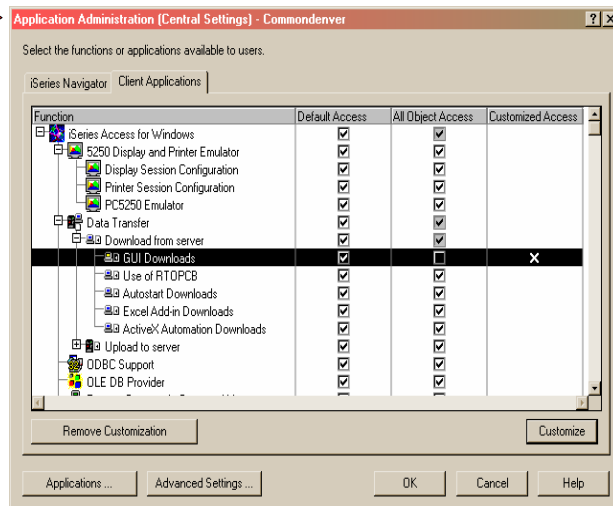 Application Administration (Central Settings) - Commondenver
Select the functions or applications available to users.
iSeries Navigator Client Applications
Function Default Access All Object Access Customized Access
iSeries Access for Windows
5250 Display and Printer Emulator
Display Session Configuration
Printer Session Configuration
PC5250 Emulator
Data Transfer
Download from server
GUI Downloads X
Use of RTOPCB
Autostart Downloads
Excel Add-in Downloads
ActiveX Automation Downloads
Upload to server
ODBC Support
OLE DB Provider
Remove Customization Customize
Applications ... Advanced Settings ... OK Cancel Help